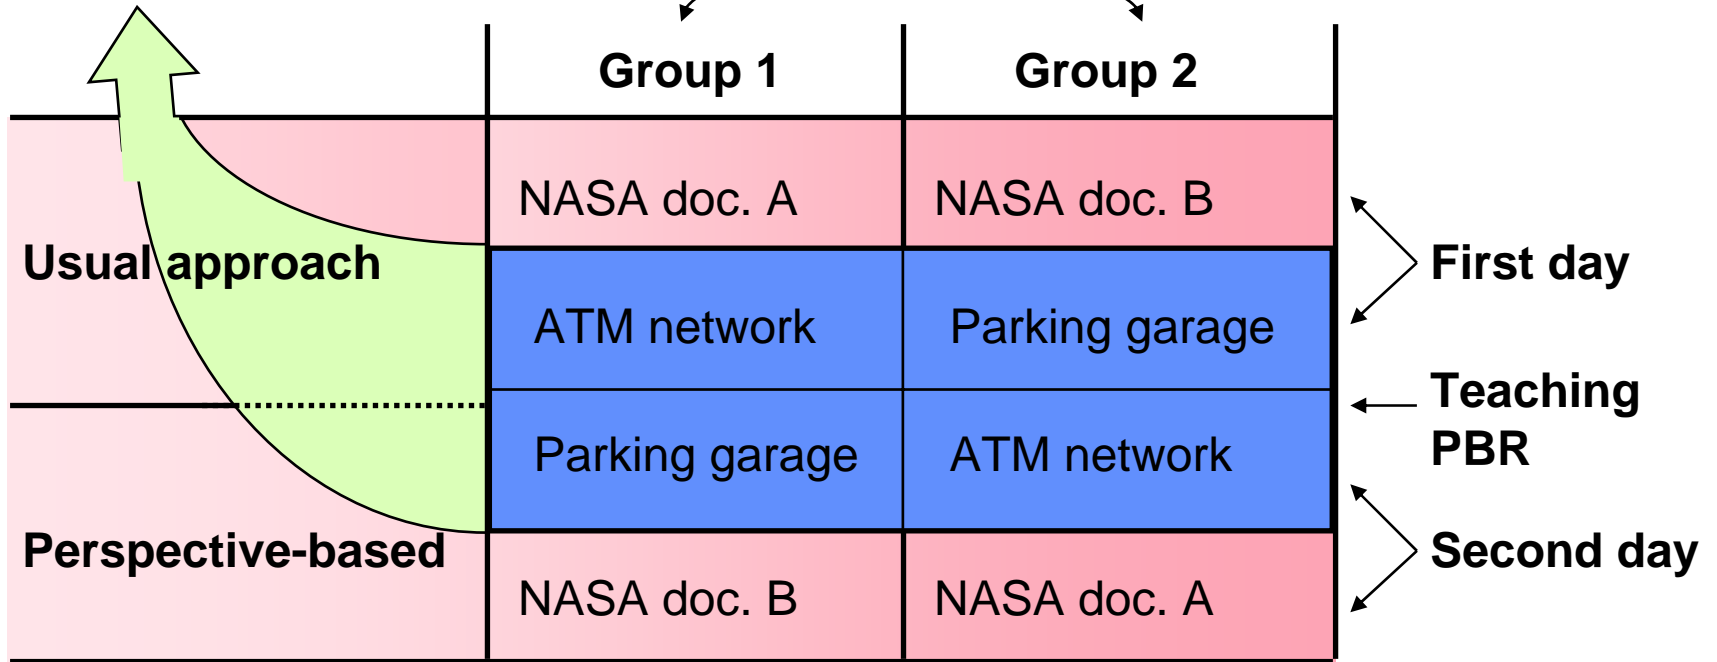 Group 1
Group 2
NASA doc. A
NASA doc. B
Usual approach
First day
ATM network
Parking garage
Teaching
PBR
Parking garage
ATM network
Perspective-based
Second day
NASA doc. B
NASA doc. A